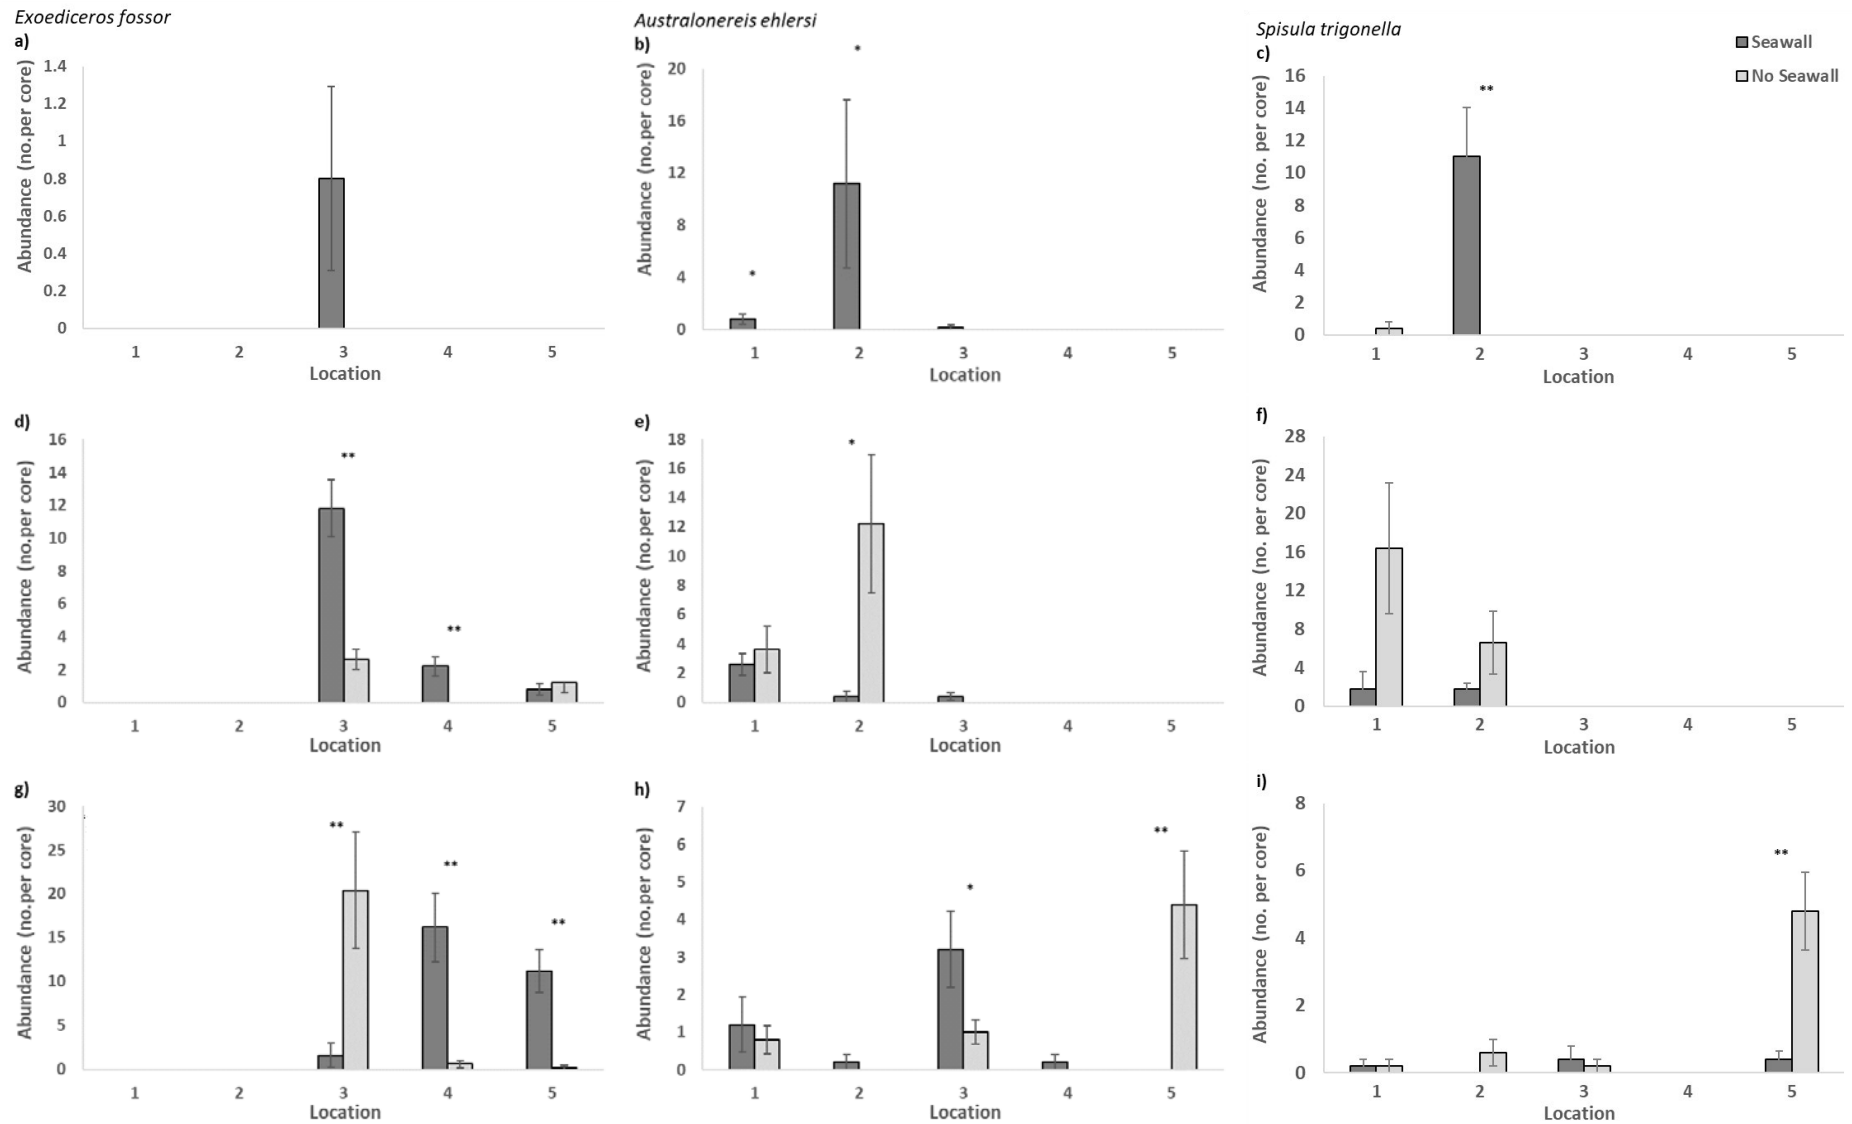 Exoediceros fossor
Australonereis ehlersi
Spisula trigonella
Seawall
No Seawall
a)
Abundance (no.per core)
1.4
1.2
1
0.8
0.6
0.4
0.2
0
1 2 3 4 5
Location
b)
Abundance (no.per core)
20
16
12
8
4
0
*
*
1 2 3 4 5
Location
c)
Abundance (no. per core)
16
14
12
10
8
6
4
2
0
**
1 2 3 4 5
Location
d)
Abundance (no.per core)
16
14
12
10
8
6
4
2
0
**
**
1 2 3 4 5
Location
e)
Abundance (no.per core)
18
16
14
12
10
8
6
4
2
0
*
1 2 3 4 5
Location
f)
Abundance (no. per core)
28
24
20
16
12
8
4
0
1 2 3 4 5
Location
g)
Abundance (no.per core)
30
25
20
15
10
5
0
**
**
**
1 2 3 4 5
Location
h)
Abundance (no.per core)
7
6
5
4
3
2
1
0
*
**
1 2 3 4 5
Location
i)
Abundance (no. per core)
8
6
4
2
0
**
1 2 3 4 5
Location